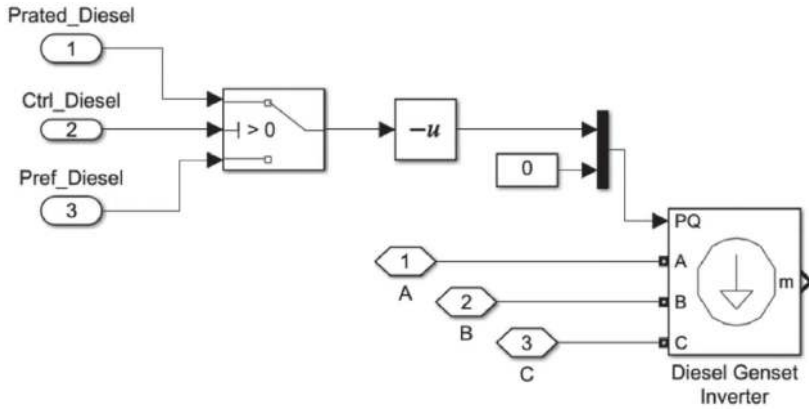 Prated_Diesel
1
Ctrl_Diesel
2
> 0
-u
Pref_Diesel
3
0
PQ
1
A
A
m
2
B
B
3
C
C
Diesel Genset
Inverter